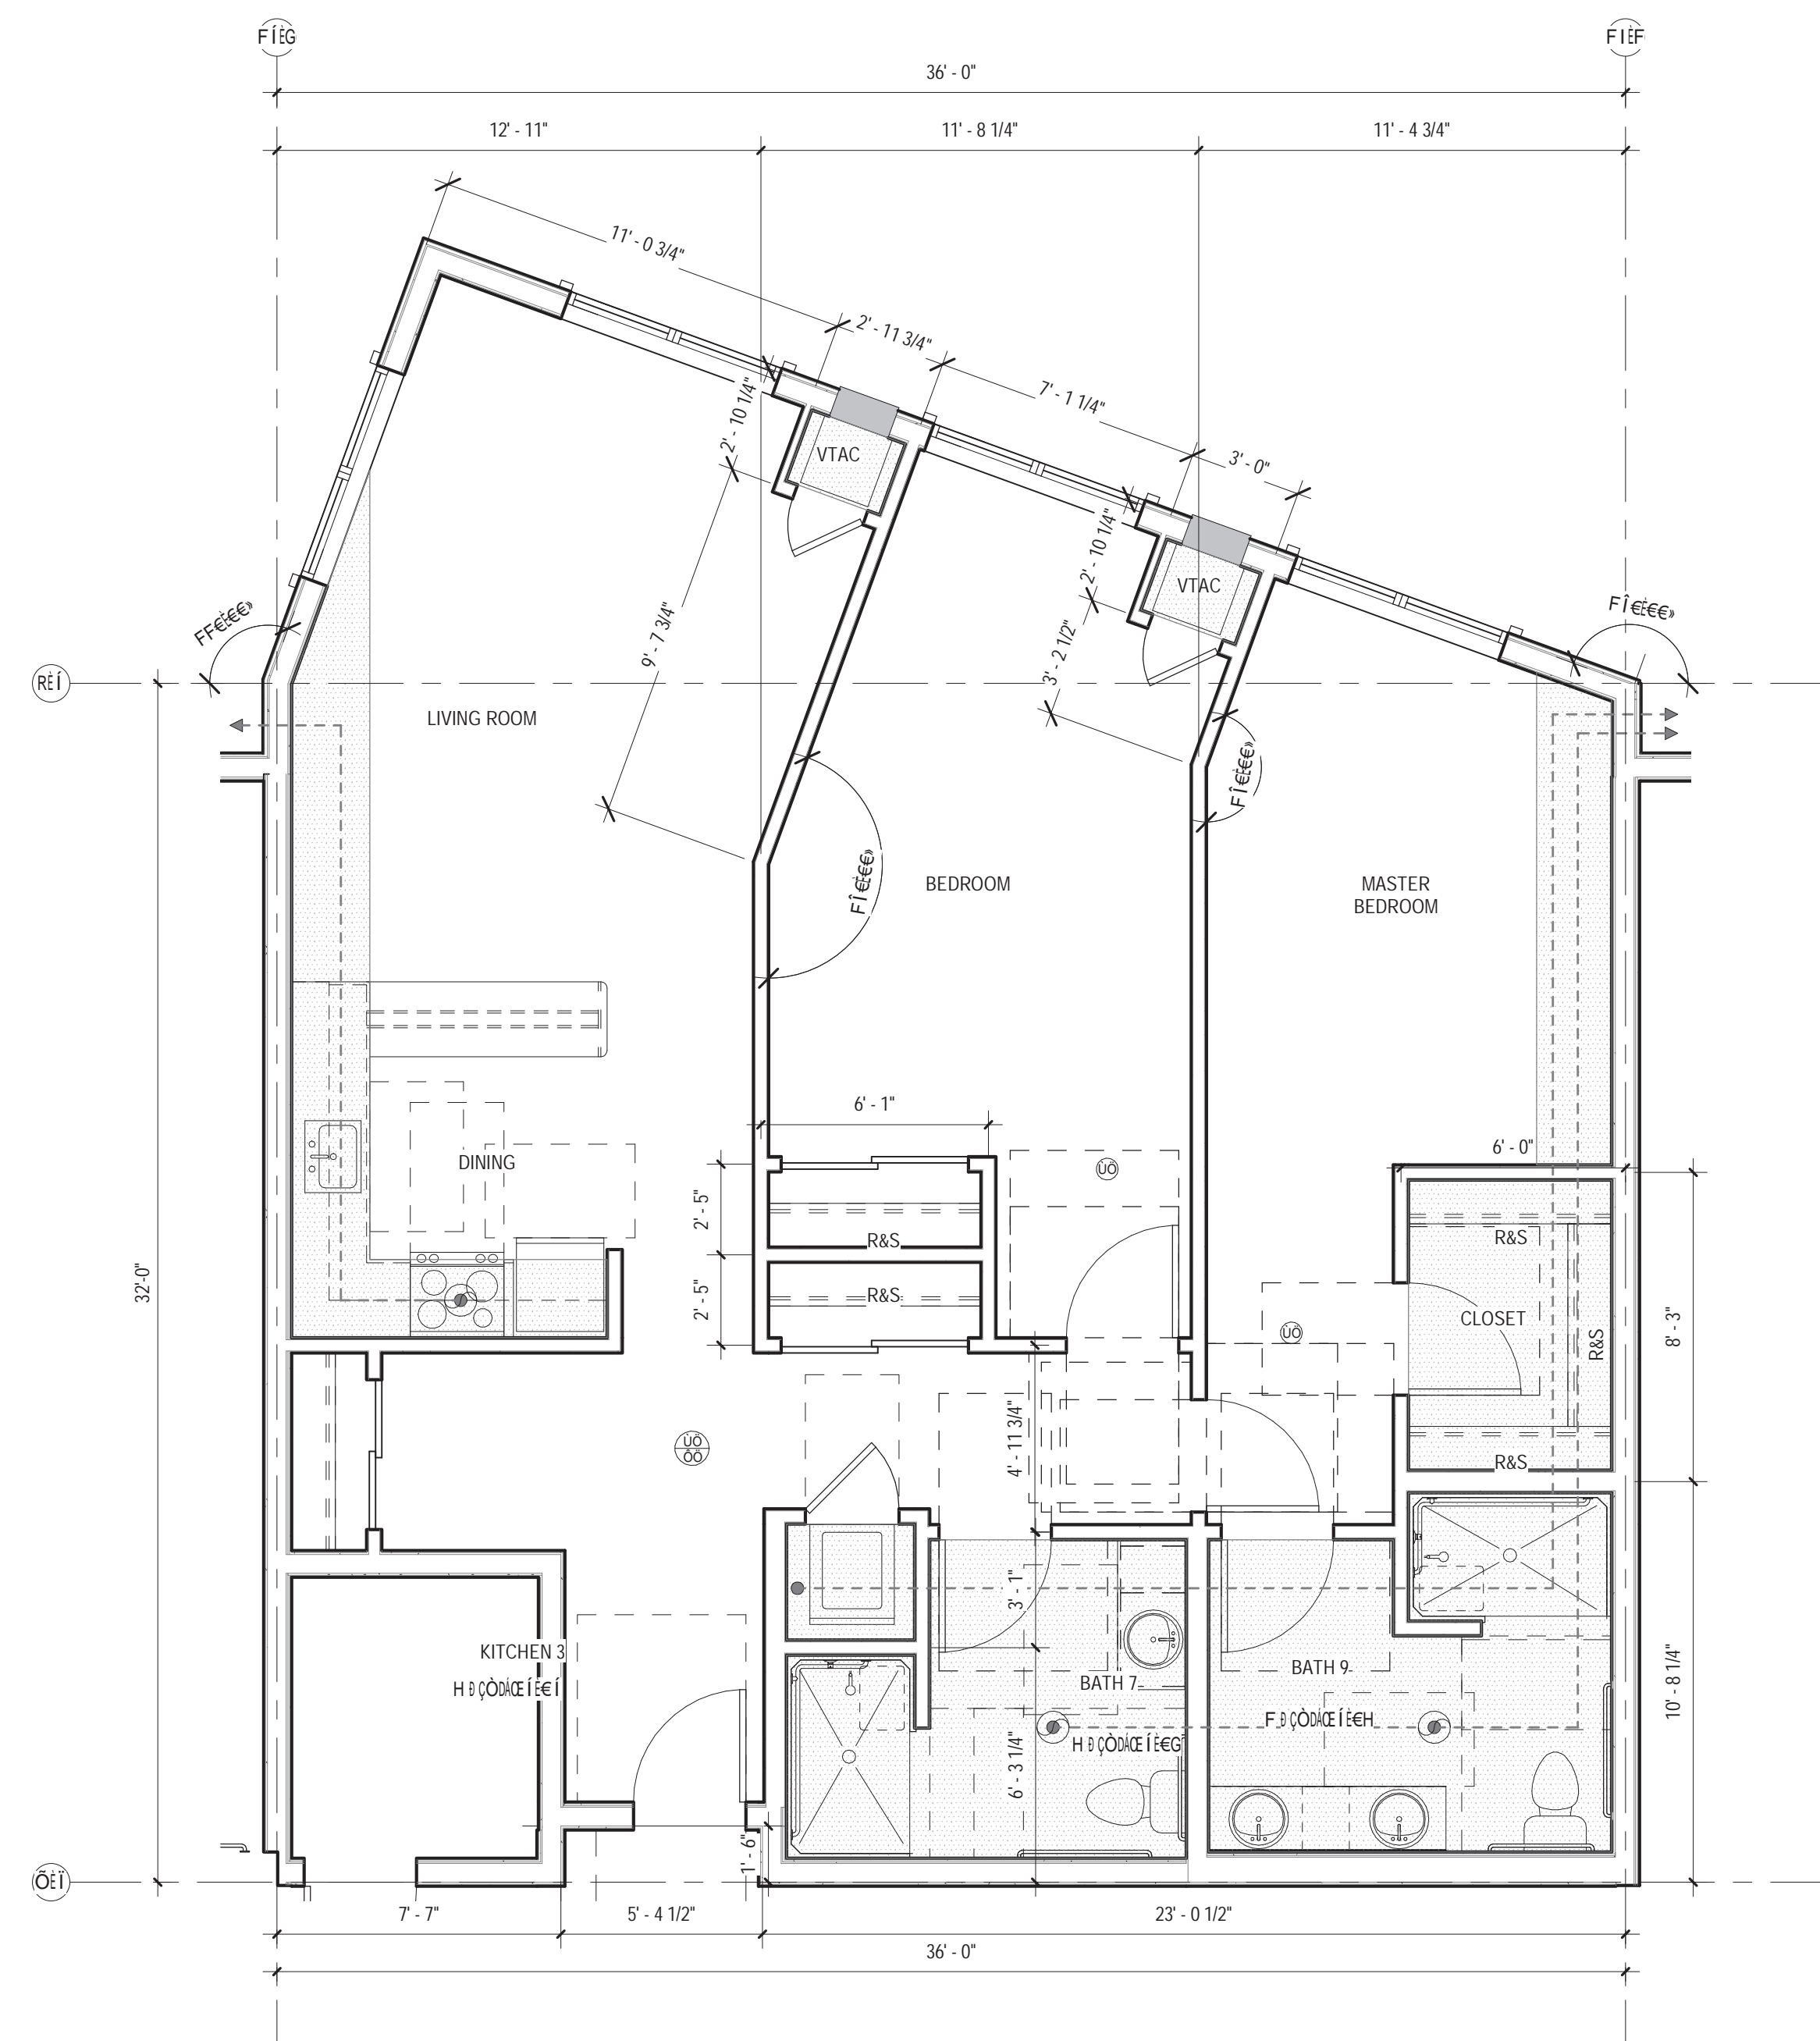 36' - 0"
12' - 11"
11' - 8 1/4"
11' - 4 3/4"
11' - 0 3/4"
2' - 11 3/4"
7' - 1 1/4"
3' - 0"
2' - 10 1/4"
VTAC
2' - 10 1/4"
VTAC
9' - 7 3/4"
3' - 2 1/2"
LIVING ROOM
BEDROOM
MASTER
BEDROOM
6' - 1"
6' - 0"
DINING
2' - 5"
R&S
R&S
2' - 5"
R&S
32'-0"
CLOSET
R&S
8' - 3"
4' - 11 3/4"
R&S
3' - 1"
KITCHEN 3
BATH 7
BATH 9
10' - 8 1/4"
6' - 3 1/4"
1' - 6"
7' - 7"
5' - 4 1/2"
23' - 0 1/2"
36' - 0"